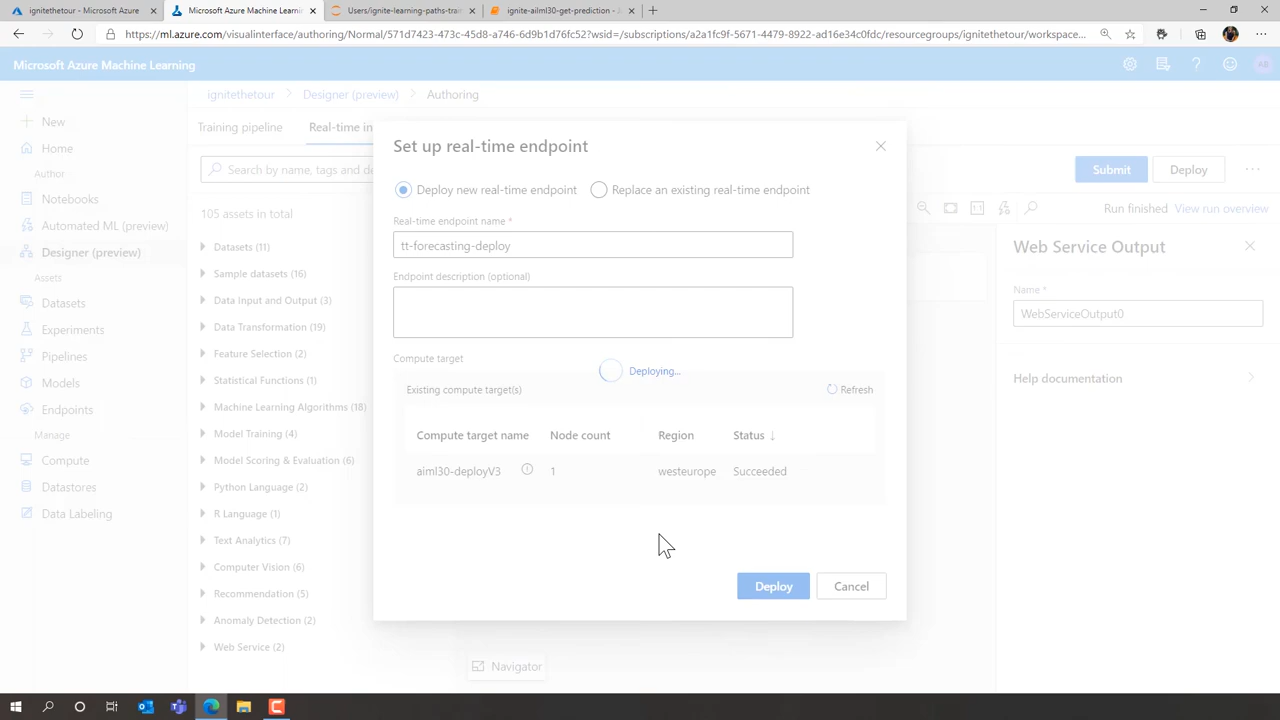 ignitethetour - Microsoft Azure
Microsoft Azure Machine Learnin
Users/ignite-learning-paths-trai
ignite-ailml30-get-prediction - A
https://ml.azure.com/visualinterface/authoring/Normal/571d7423-473c-45d8-a746-6d9b1d76fc52?wsid=/subscriptions/a2a1fc9f-5671-4479-8922-ad16e34c0fdc/resourcegroups/ignitethetour/workspace...
Microsoft Azure Machine Learning
AB
New
Home
Author
Notebooks
Automated ML (preview)
Designer (preview)
Assets
Datasets
Experiments
Pipelines
Models
Endpoints
Manage
Compute
Datastores
Data Labeling
ignitethetour > Designer (preview) > Authoring
Training pipeline
Real-time in
Search by name, tags and de
105 assets in total
Datasets (11)
Sample datasets (16)
Data Input and Output (3)
Data Transformation (19)
Feature Selection (2)
Statistical Functions (1)
Machine Learning Algorithms (18)
Model Training (4)
Model Scoring & Evaluation (6)
Python Language (2)
R Language (1)
Text Analytics (7)
Computer Vision (6)
Recommendation (5)
Anomaly Detection (2)
Web Service (2)
Set up real-time endpoint
Deploy new real-time endpoint
Replace an existing real-time endpoint
Real-time endpoint name *
tt-forecasting-deploy
Endpoint description (optional)
Compute target
Deploying...
Existing compute target(s)
Refresh
Compute target name Node count Region Status ↓
aiml30-deployV3 1 westeurope Succeeded
Deploy
Cancel
Navigator
Submit
Deploy
Run finished View run overview
Web Service Output
Name *
WebServiceOutput0
Help documentation